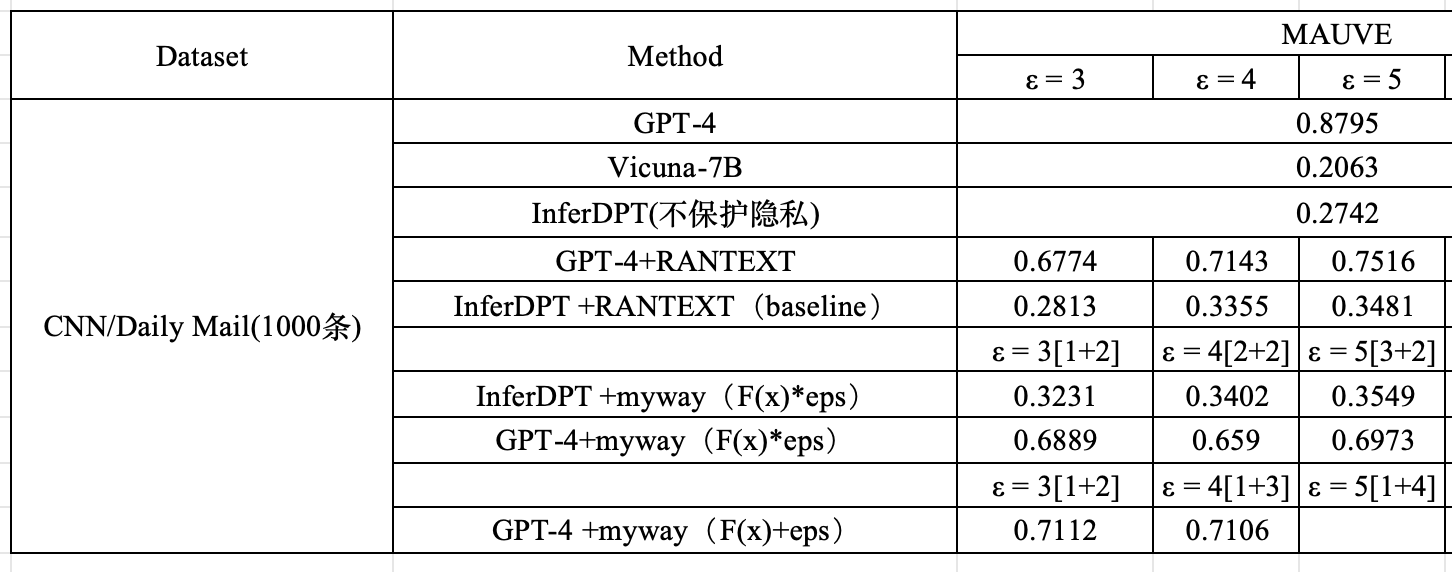 Dataset Method MAUVE
ε = 3 ε = 4 ε = 5
CNN/Daily Mail(1000条)
GPT-4 0.8795
Vicuna-7B 0.2063
InferDPT(不保护隐私) 0.2742
GPT-4+RANTEXT 0.6774 0.7143 0.7516
InferDPT +RANTEXT（baseline） 0.2813 0.3355 0.3481
ε = 3[1+2] ε = 4[2+2] ε = 5[3+2]
InferDPT +myway（F(x)*eps） 0.3231 0.3402 0.3549
GPT-4+myway（F(x)*eps） 0.6889 0.659 0.6973
ε = 3[1+2] ε = 4[1+3] ε = 5[1+4]
GPT-4 +myway（F(x)+eps） 0.7112 0.7106